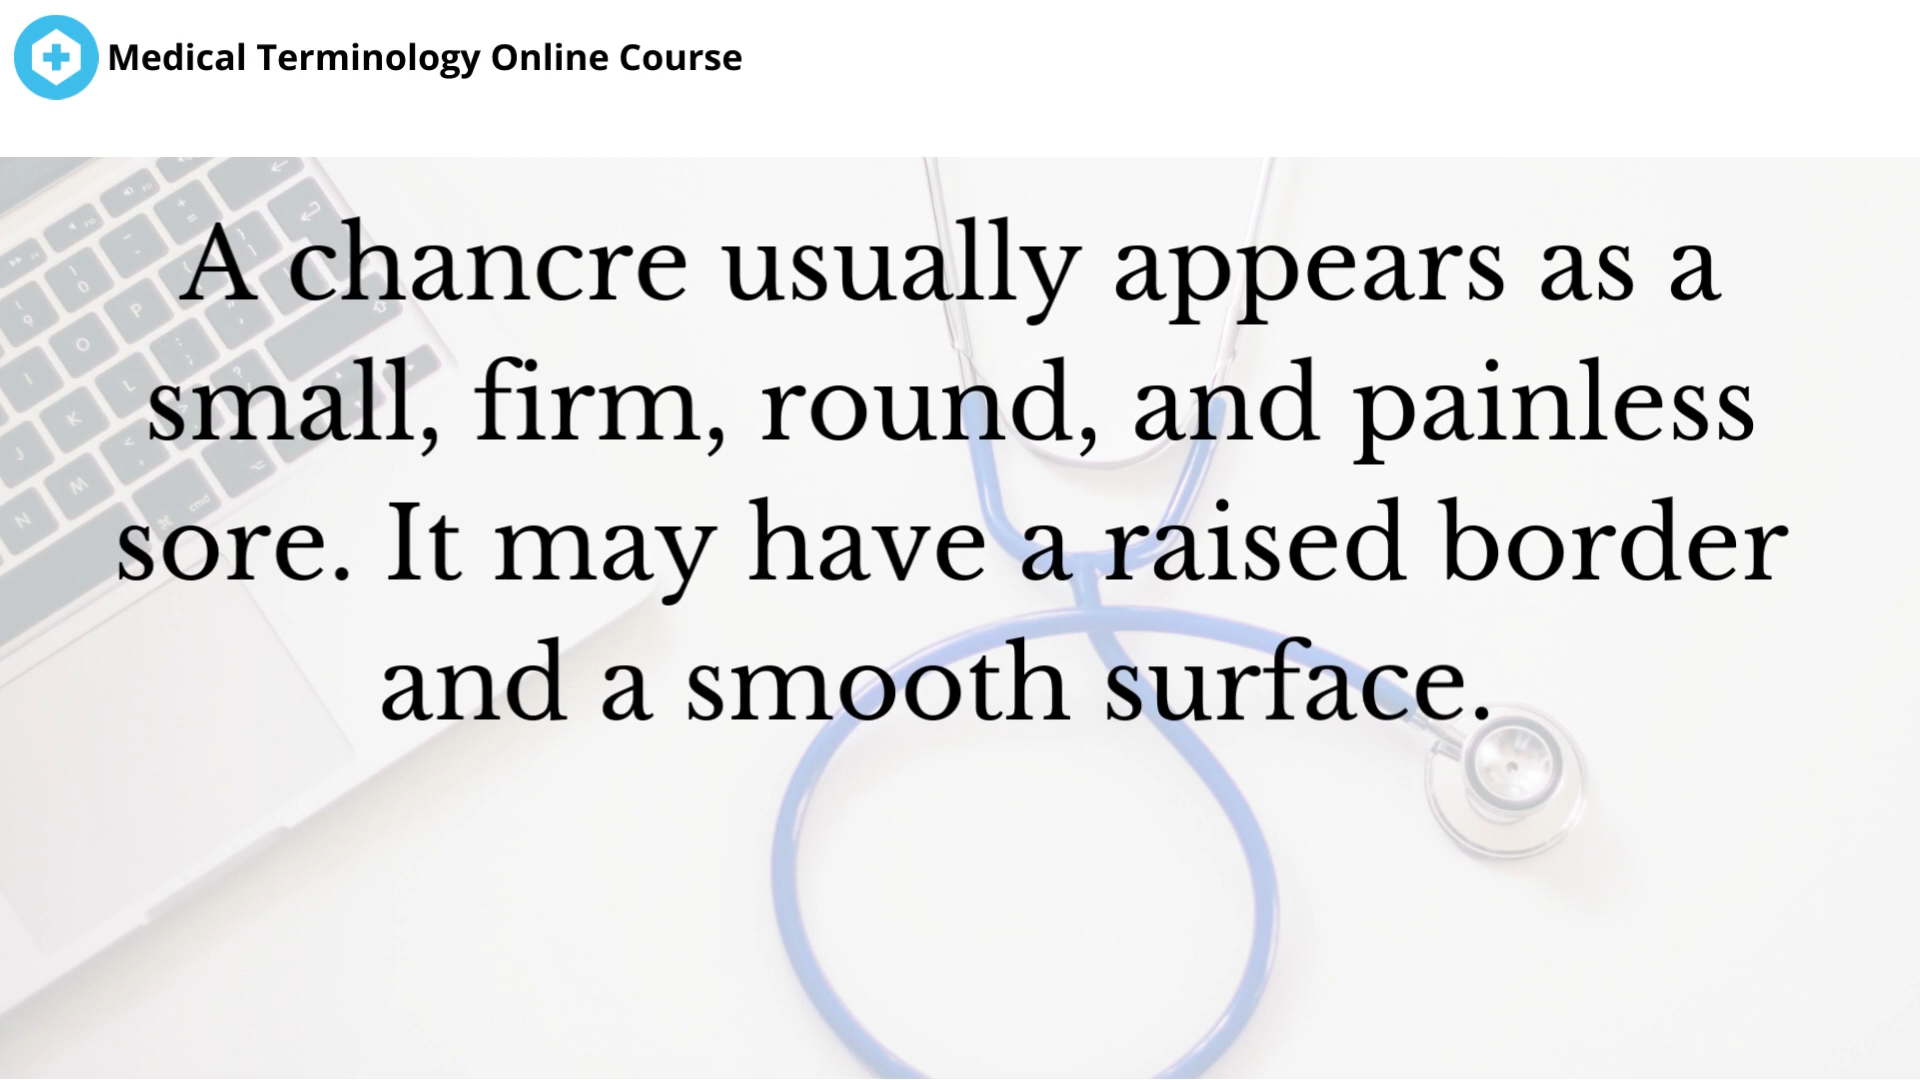 Medical Terminology Online Course
A chancre usually appears as a
small, firm, round, and painless
sore. It may have a raised border
and a smooth surface.